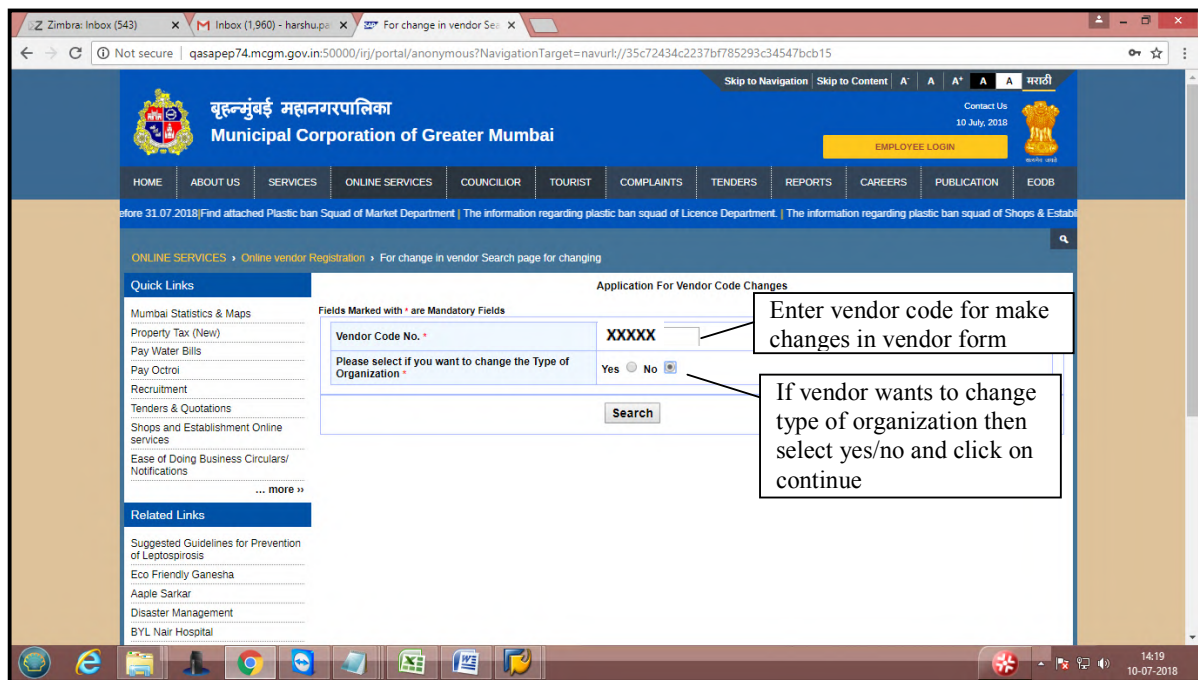 Zimbra: Inbox (543)
Inbox (1,960) - harshu.pa
For change in vendor Sea
Not secure | qasapep74.mcgm.gov.in:50000/irj/portal/anonymous?NavigationTarget=navurl://35c72434c2237bf785293c34547bcb15
Skip to Navigation | Skip to Content | A- | A | A+ A A मराठी
बृहन्मुंबई महानगरपालिका
Municipal Corporation of Greater Mumbai
Contact Us
10 July, 2018
EMPLOYEE LOGIN
HOME ABOUT US SERVICES ONLINE SERVICES COUNCILIOR TOURIST COMPLAINTS TENDERS REPORTS CAREERS PUBLICATION EODB
efore 31.07.2018|Find attached Plastic ban Squad of Market Department | The information regarding plastic ban squad of Licence Department. | The information regarding plastic ban squad of Shops & Establi
ONLINE SERVICES › Online vendor Registration › For change in vendor Search page for changing
Quick Links
Mumbai Statistics & Maps
Property Tax (New)
Pay Water Bills
Pay Octroi
Recruitment
Tenders & Quotations
Shops and Establishment Online
services
Ease of Doing Business Circulars/
Notifications
... more ››
Related Links
Suggested Guidelines for Prevention
of Leptospirosis
Eco Friendly Ganesha
Aaple Sarkar
Disaster Management
BYL Nair Hospital
Application For Vendor Code Changes
Fields Marked with * are Mandatory Fields
Vendor Code No. * XXXXX
Please select if you want to change the Type of
Organization * Yes No
Search
Enter vendor code for make
changes in vendor form
If vendor wants to change
type of organization then
select yes/no and click on
continue
14:19
10-07-2018